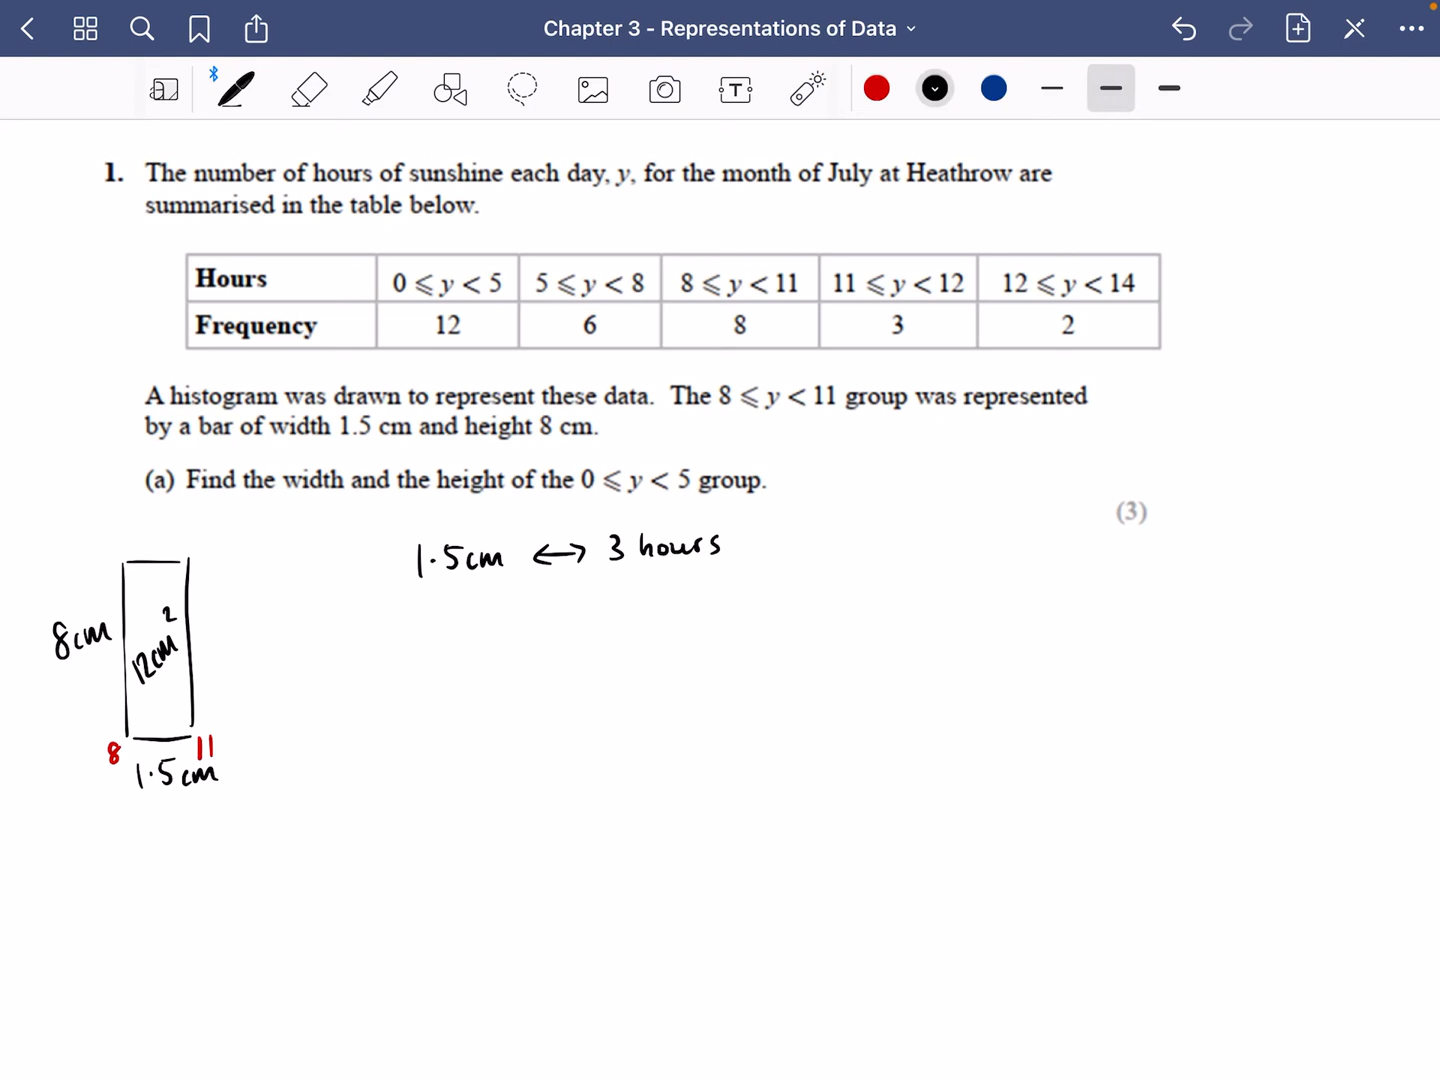 Chapter 3 - Representations of Data
1. The number of hours of sunshine each day, y, for the month of July at Heathrow are
summarised in the table below.
Hours 0 ⩽ y < 5 5 ⩽ y < 8 8 ⩽ y < 11 11 ⩽ y < 12 12 ⩽ y < 14
Frequency 12 6 8 3 2
A histogram was drawn to represent these data. The 8 ⩽ y < 11 group was represented
by a bar of width 1.5 cm and height 8 cm.
(a) Find the width and the height of the 0 ⩽ y < 5 group.
(3)
1.5cm ↔ 3 hours
8cm
12cm²
8 11
1.5cm